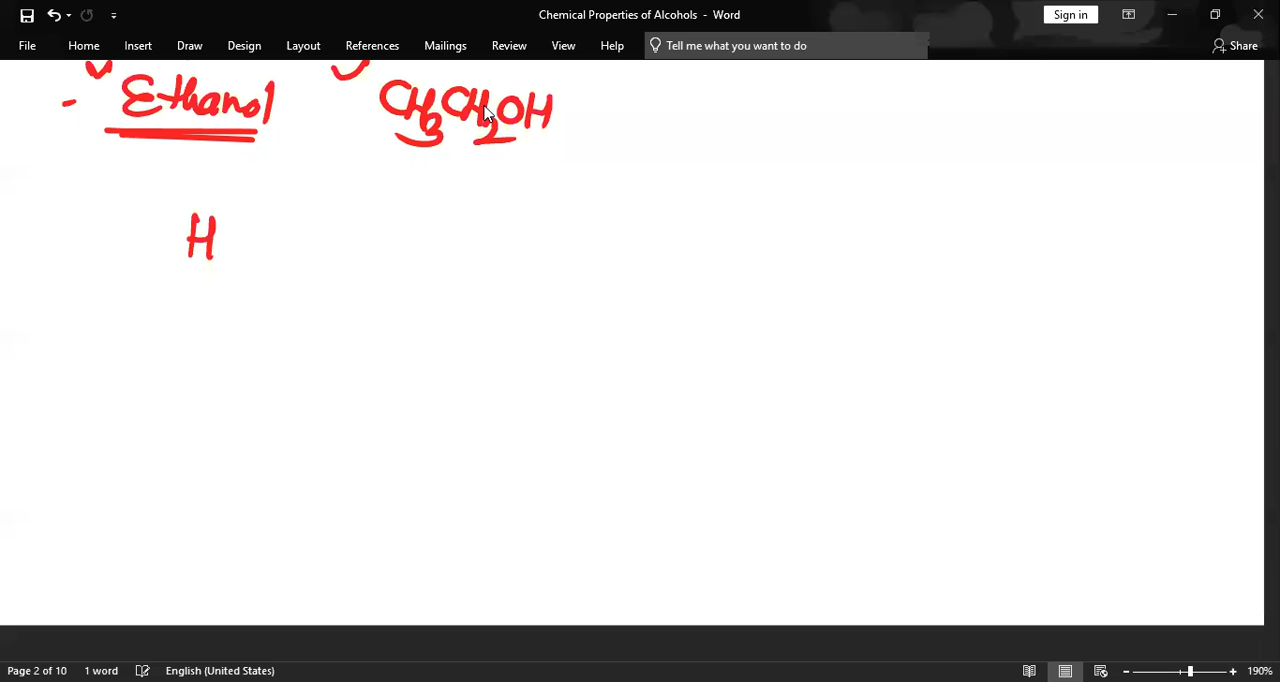 Chemical Properties of Alcohols - Word
Sign in
File Home Insert Draw Design Layout References Mailings Review View Help Tell me what you want to do Share
- Ethanol CH3CH2OH
H
Page 2 of 10 1 word English (United States) 190%